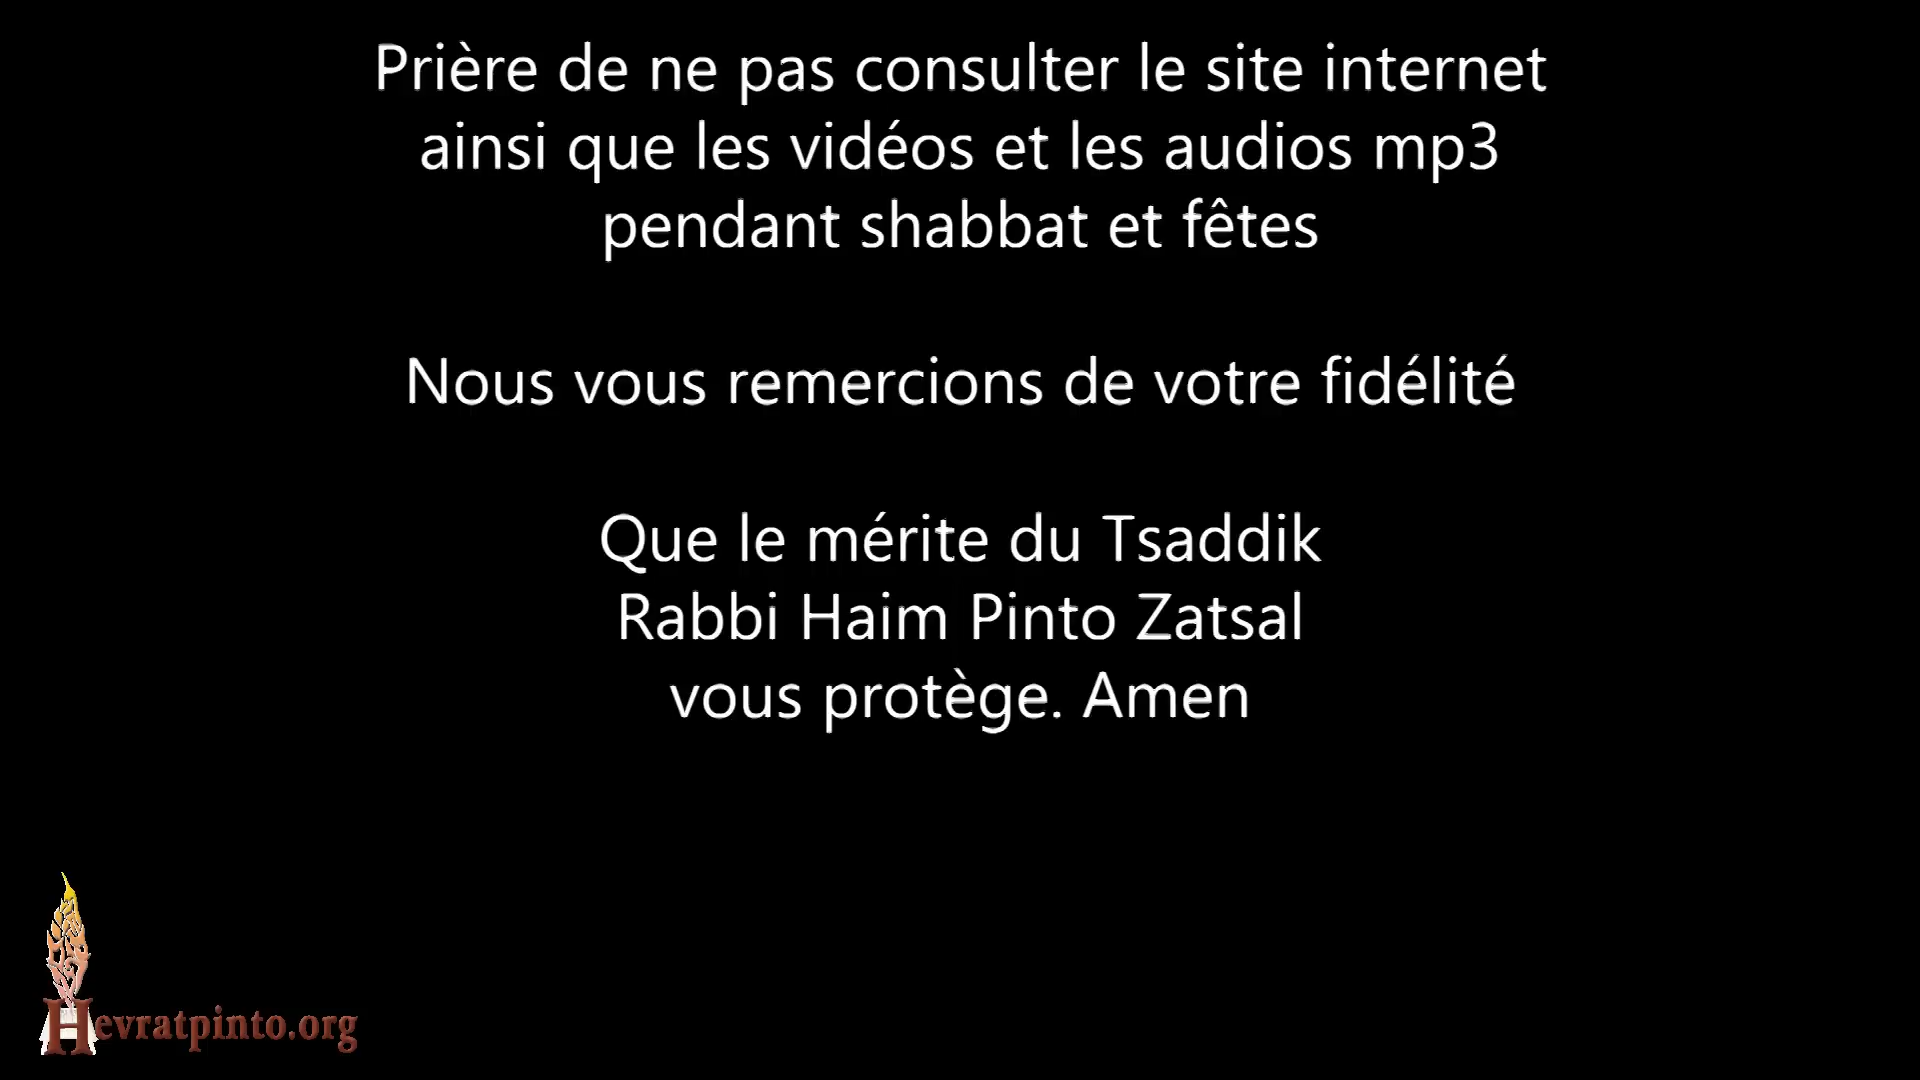 Prière de ne pas consulter le site internet
ainsi que les vidéos et les audios mp3
pendant shabbat et fêtes
Nous vous remercions de votre fidélité
Que le mérite du Tsaddik
Rabbi Haim Pinto Zatsal
vous protège. Amen
Hevratpinto.org